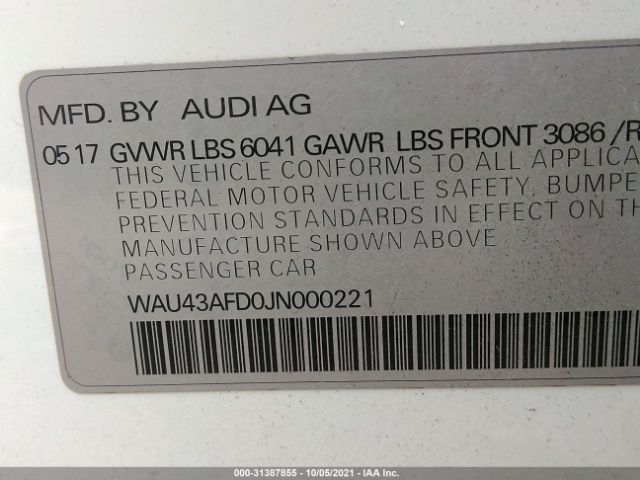 MFD. BY AUDI AG
05 17 GVWR LBS 6041 GAWR LBS FRONT 3086 /R
THIS VEHICLE CONFORMS TO ALL APPLICA
FEDERAL MOTOR VEHICLE SAFETY, BUMPE
PREVENTION STANDARDS IN EFFECT ON TH
MANUFACTURE SHOWN ABOVE
PASSENGER CAR
WAU43AFD0JN000221
000-31387855 - 10/05/2021 - IAA Inc.